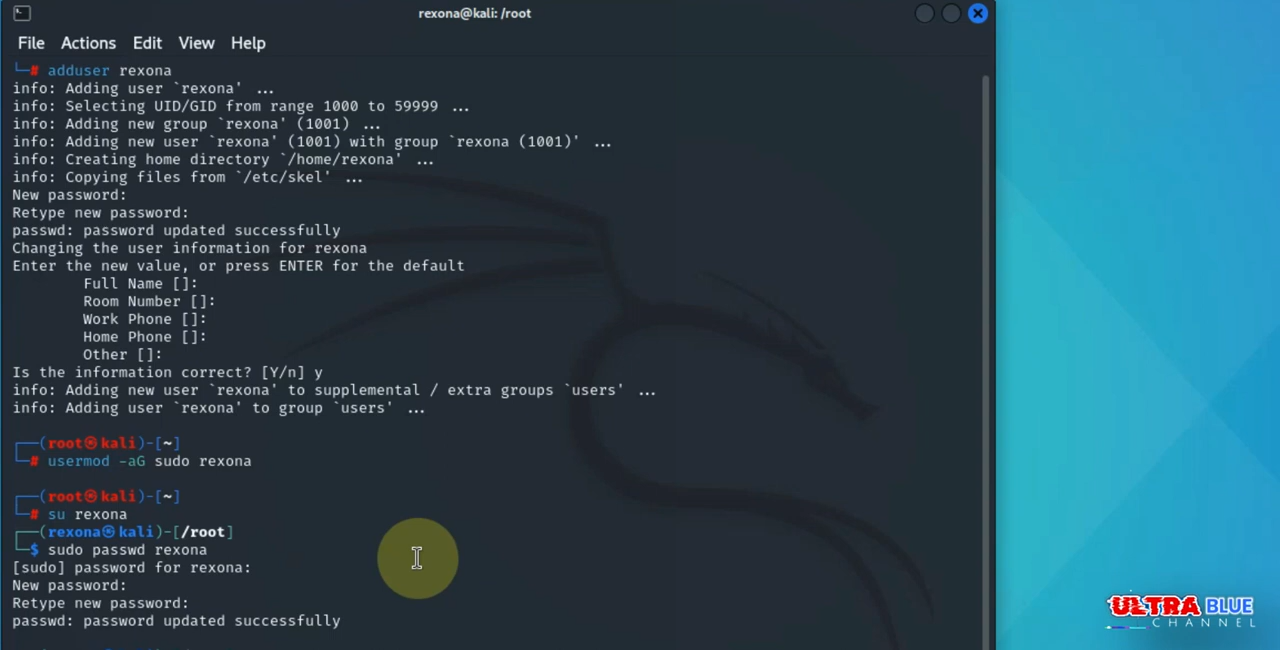 rexona@kali: /root
File Actions Edit View Help
└─# adduser rexona
info: Adding user `rexona' ...
info: Selecting UID/GID from range 1000 to 59999 ...
info: Adding new group `rexona' (1001) ...
info: Adding new user `rexona' (1001) with group `rexona (1001)' ...
info: Creating home directory `/home/rexona' ...
info: Copying files from `/etc/skel' ...
New password:
Retype new password:
passwd: password updated successfully
Changing the user information for rexona
Enter the new value, or press ENTER for the default
Full Name []:
Room Number []:
Work Phone []:
Home Phone []:
Other []:
Is the information correct? [Y/n] y
info: Adding new user `rexona' to supplemental / extra groups `users' ...
info: Adding user `rexona' to group `users' ...
┌──(root㉿kali)-[~]
└─# usermod -aG sudo rexona
┌──(root㉿kali)-[~]
└─# su rexona
┌──(rexona㉿kali)-[/root]
└─$ sudo passwd rexona
[sudo] password for rexona:
New password:
Retype new password:
passwd: password updated successfully
ULTRA BLUE
CHANNEL